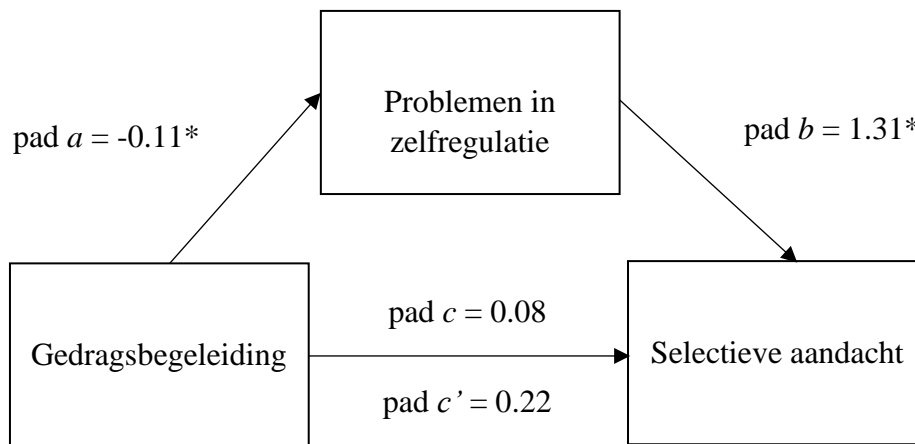 Problemen in
zelfregulatie
pad a = -0.11*
pad b = 1.31*
Gedragsbegeleiding
pad c = 0.08
pad c’ = 0.22
Selectieve aandacht